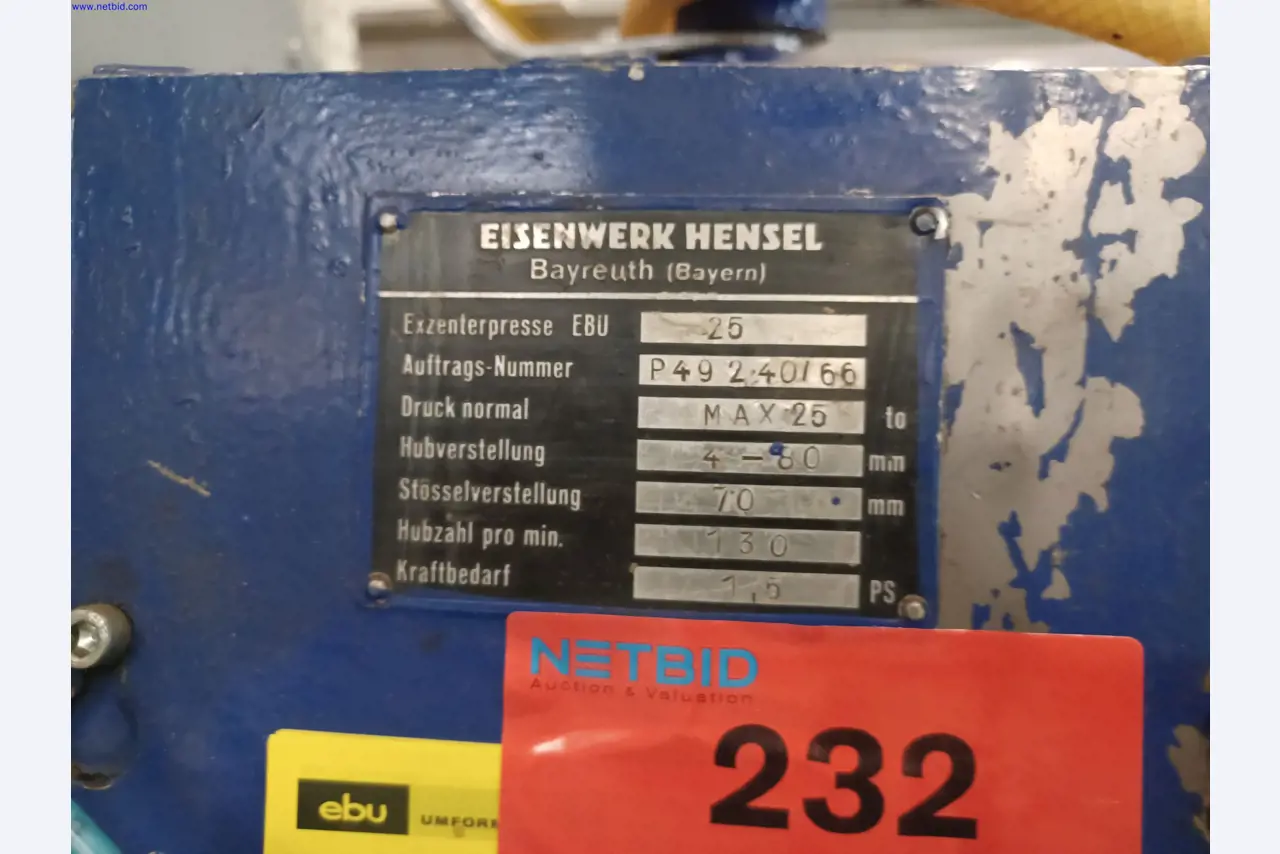 www.netbid.com
EISENWERK HENSEL
Bayreuth (Bayern)
Exzenterpresse EBU 25
Auftrags-Nummer P49 2.40/66
Druck normal MAX 25 to
Hubverstellung 4-80 mm
Stösselverstellung 70 mm
Hubzahl pro min. 130
Kraftbedarf 1,5 PS
NETBID
Auction & Valuation
232
ebu UMFOR